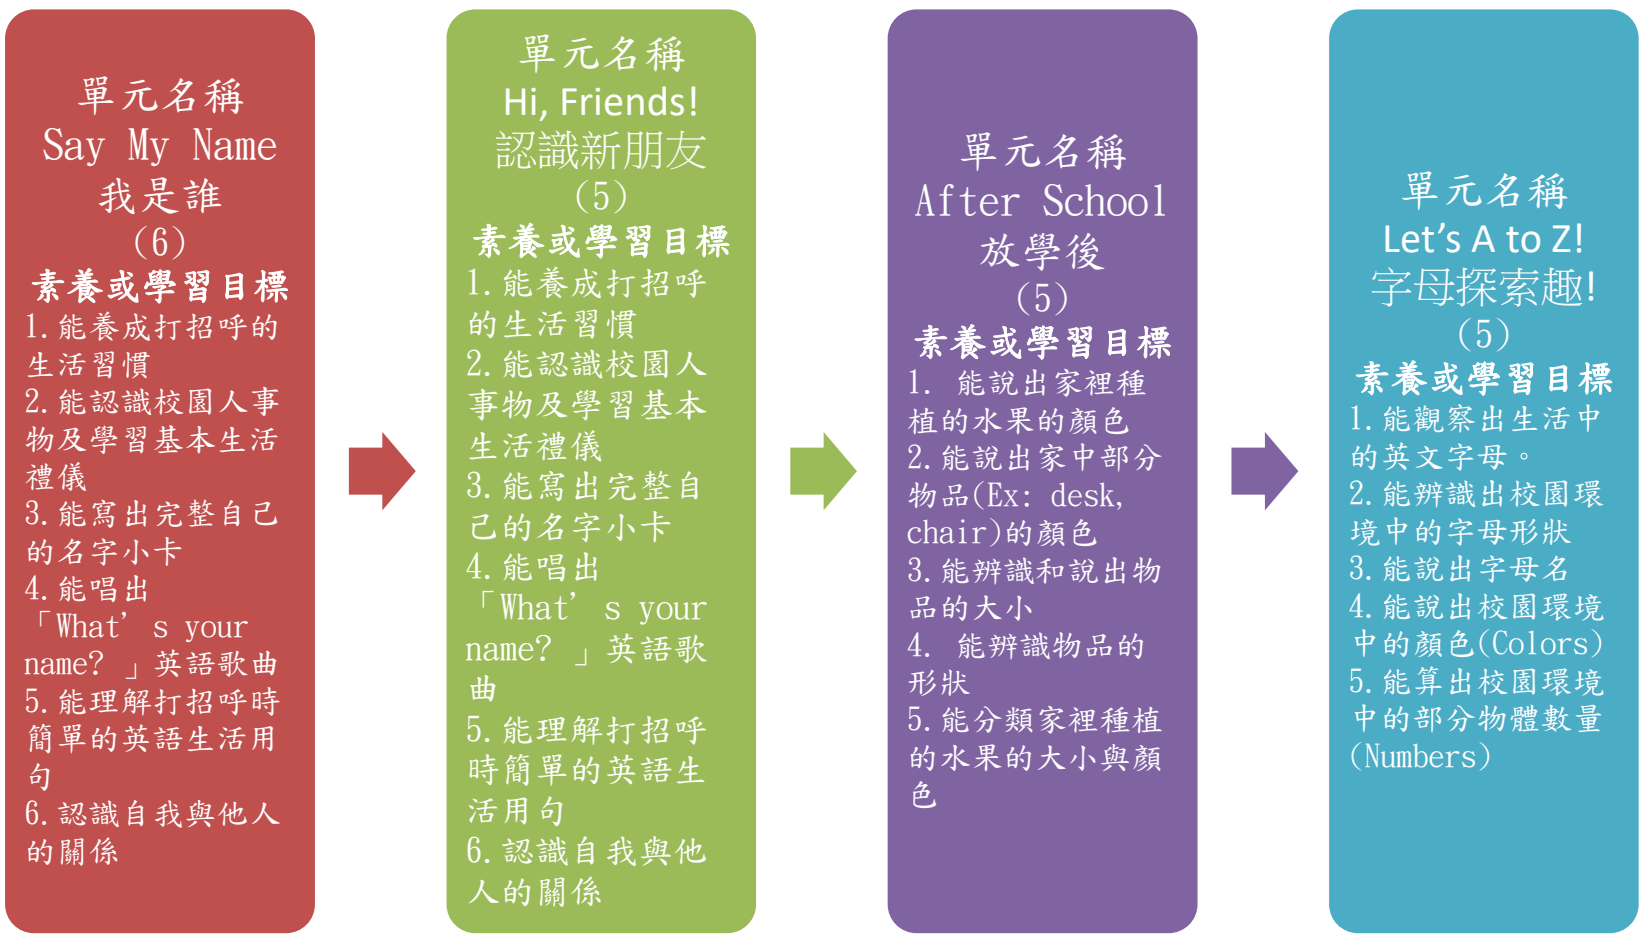 單元名稱
Say My Name
我是誰
(6)
素養或學習目標
1.能養成打招呼的
生活習慣
2.能認識校園人事
物及學習基本生活
禮儀
3.能寫出完整自己
的名字小卡
4.能唱出
「What’s your
name? 」英語歌曲
5.能理解打招呼時
簡單的英語生活用
句
6.認識自我與他人
的關係
單元名稱
Hi, Friends!
認識新朋友
(5)
素養或學習目標
1.能養成打招呼
的生活習慣
2.能認識校園人
事物及學習基本
生活禮儀
3.能寫出完整自
己的名字小卡
4.能唱出
「What’s your
name? 」英語歌
曲
5.能理解打招呼
時簡單的英語生
活用句
6.認識自我與他
人的關係
單元名稱
After School
放學後
(5)
素養或學習目標
1. 能說出家裡種
植的水果的顏色
2.能說出家中部分
物品(Ex: desk,
chair)的顏色
3.能辨識和說出物
品的大小
4. 能辨識物品的
形狀
5.能分類家裡種植
的水果的大小與顏
色
單元名稱
Let’s A to Z!
字母探索趣!
(5)
素養或學習目標
1.能觀察出生活中
的英文字母。
2.能辨識出校園環
境中的字母形狀
3.能說出字母名
4.能說出校園環境
中的顏色(Colors)
5.能算出校園環境
中的部分物體數量
(Numbers)